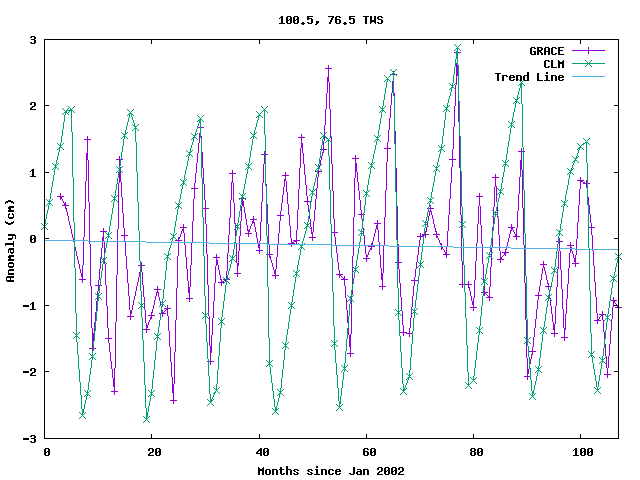 100.5, 76.5 TWS
GRACE
CLM
Trend Line
3
2
1
0
-1
-2
-3
Anomaly (cm)
0 20 40 60 80 100
Months since Jan 2002